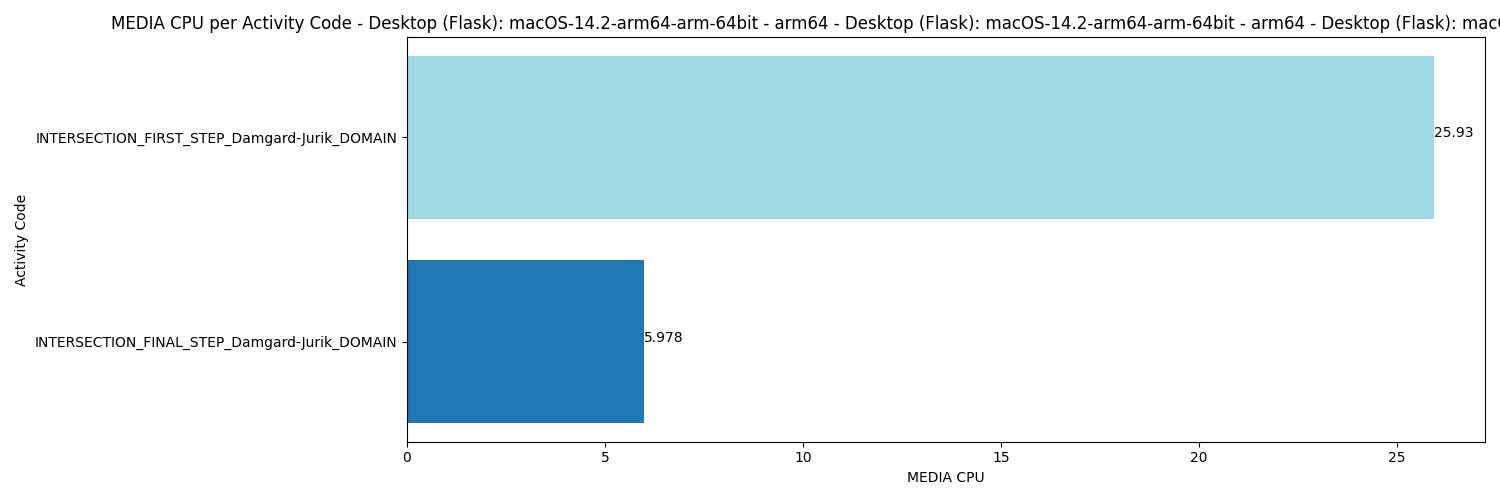 MEDIA CPU per Activity Code - Desktop (Flask): macOS-14.2-arm64-arm-64bit - arm64 - Desktop (Flask): macOS-14.2-arm64-arm-64bit - arm64 - Desktop (Flask):
INTERSECTION_FIRST_STEP_Damgard-Jurik_DOMAIN
25.93
Activity Code
INTERSECTION_FINAL_STEP_Damgard-Jurik_DOMAIN
5.978
0 5 10 15 20 25
MEDIA CPU